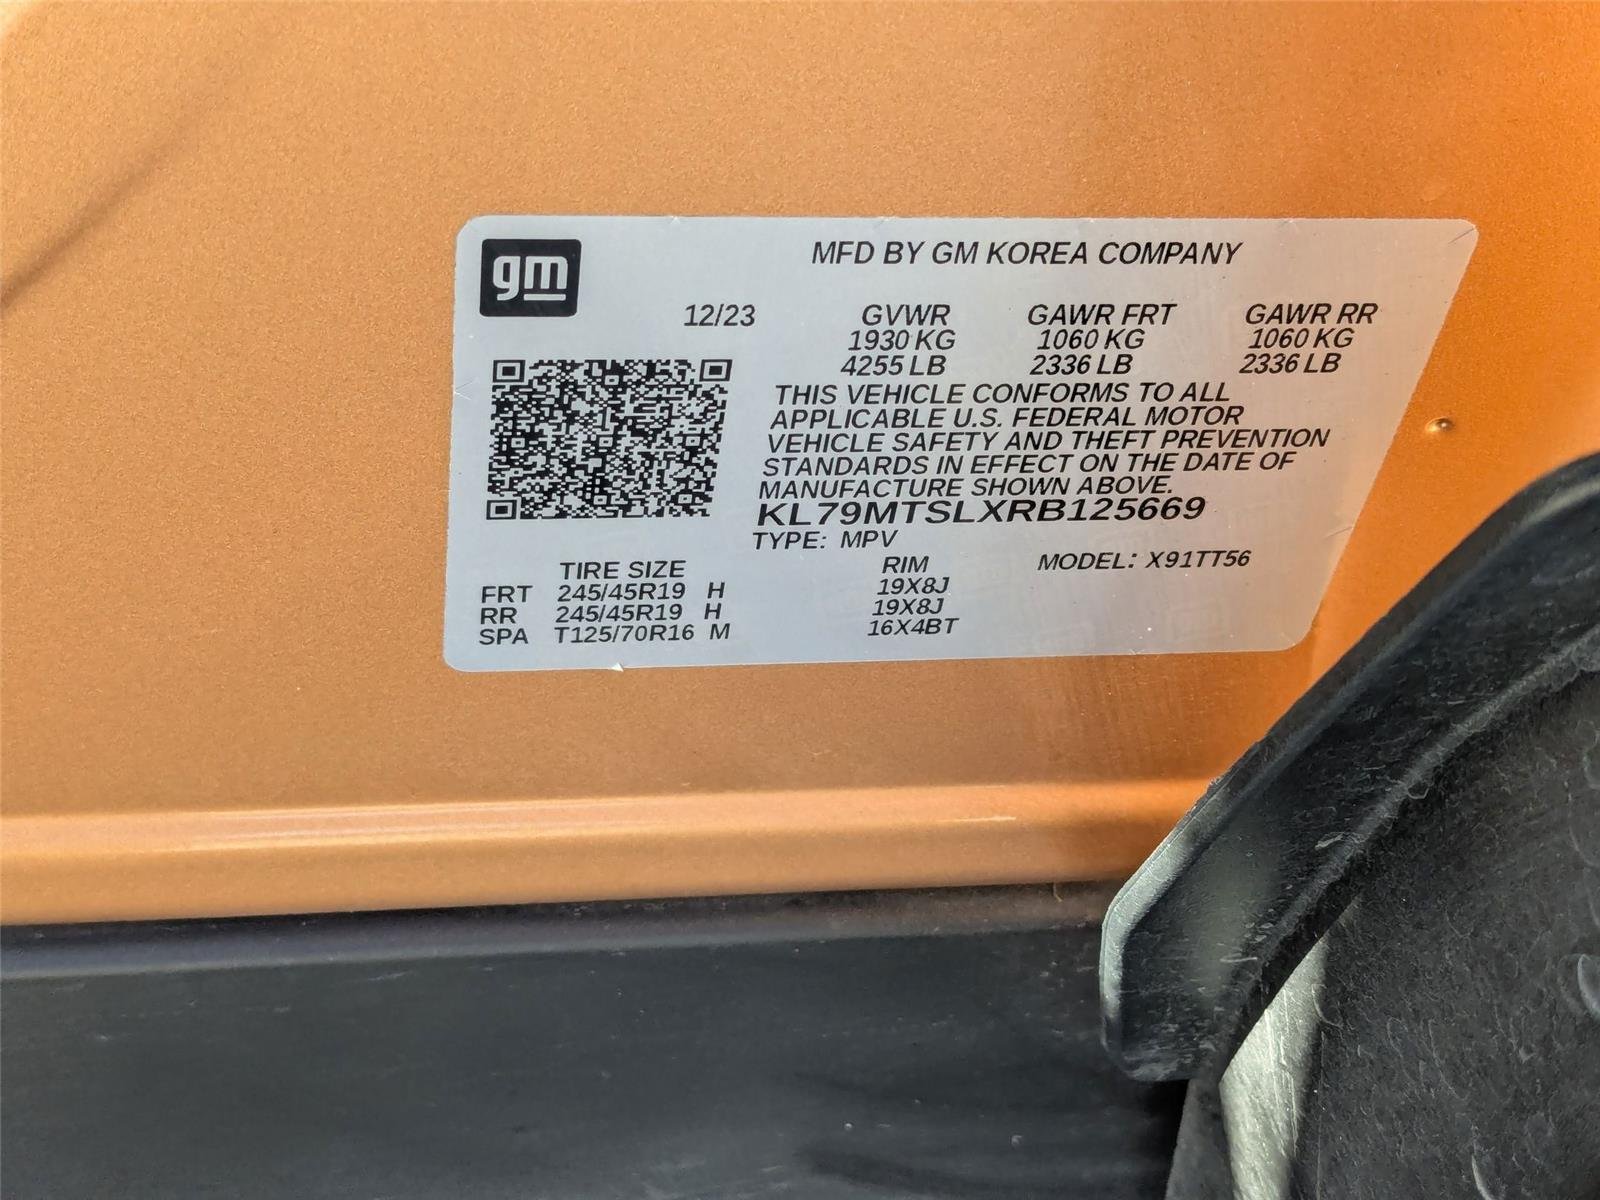 gm
MFD BY GM KOREA COMPANY
12/23 GVWR GAWR FRT GAWR RR
1930 KG 1060 KG 1060 KG
4255 LB 2336 LB 2336 LB
THIS VEHICLE CONFORMS TO ALL
APPLICABLE U.S. FEDERAL MOTOR
VEHICLE SAFETY AND THEFT PREVENTION
STANDARDS IN EFFECT ON THE DATE OF
MANUFACTURE SHOWN ABOVE.
KL79MTSLXRB125669
TYPE: MPV
MODEL: X91TT56
TIRE SIZE RIM
FRT 245/45R19 H 19X8J
RR 245/45R19 H 19X8J
SPA T125/70R16 M 16X4BT